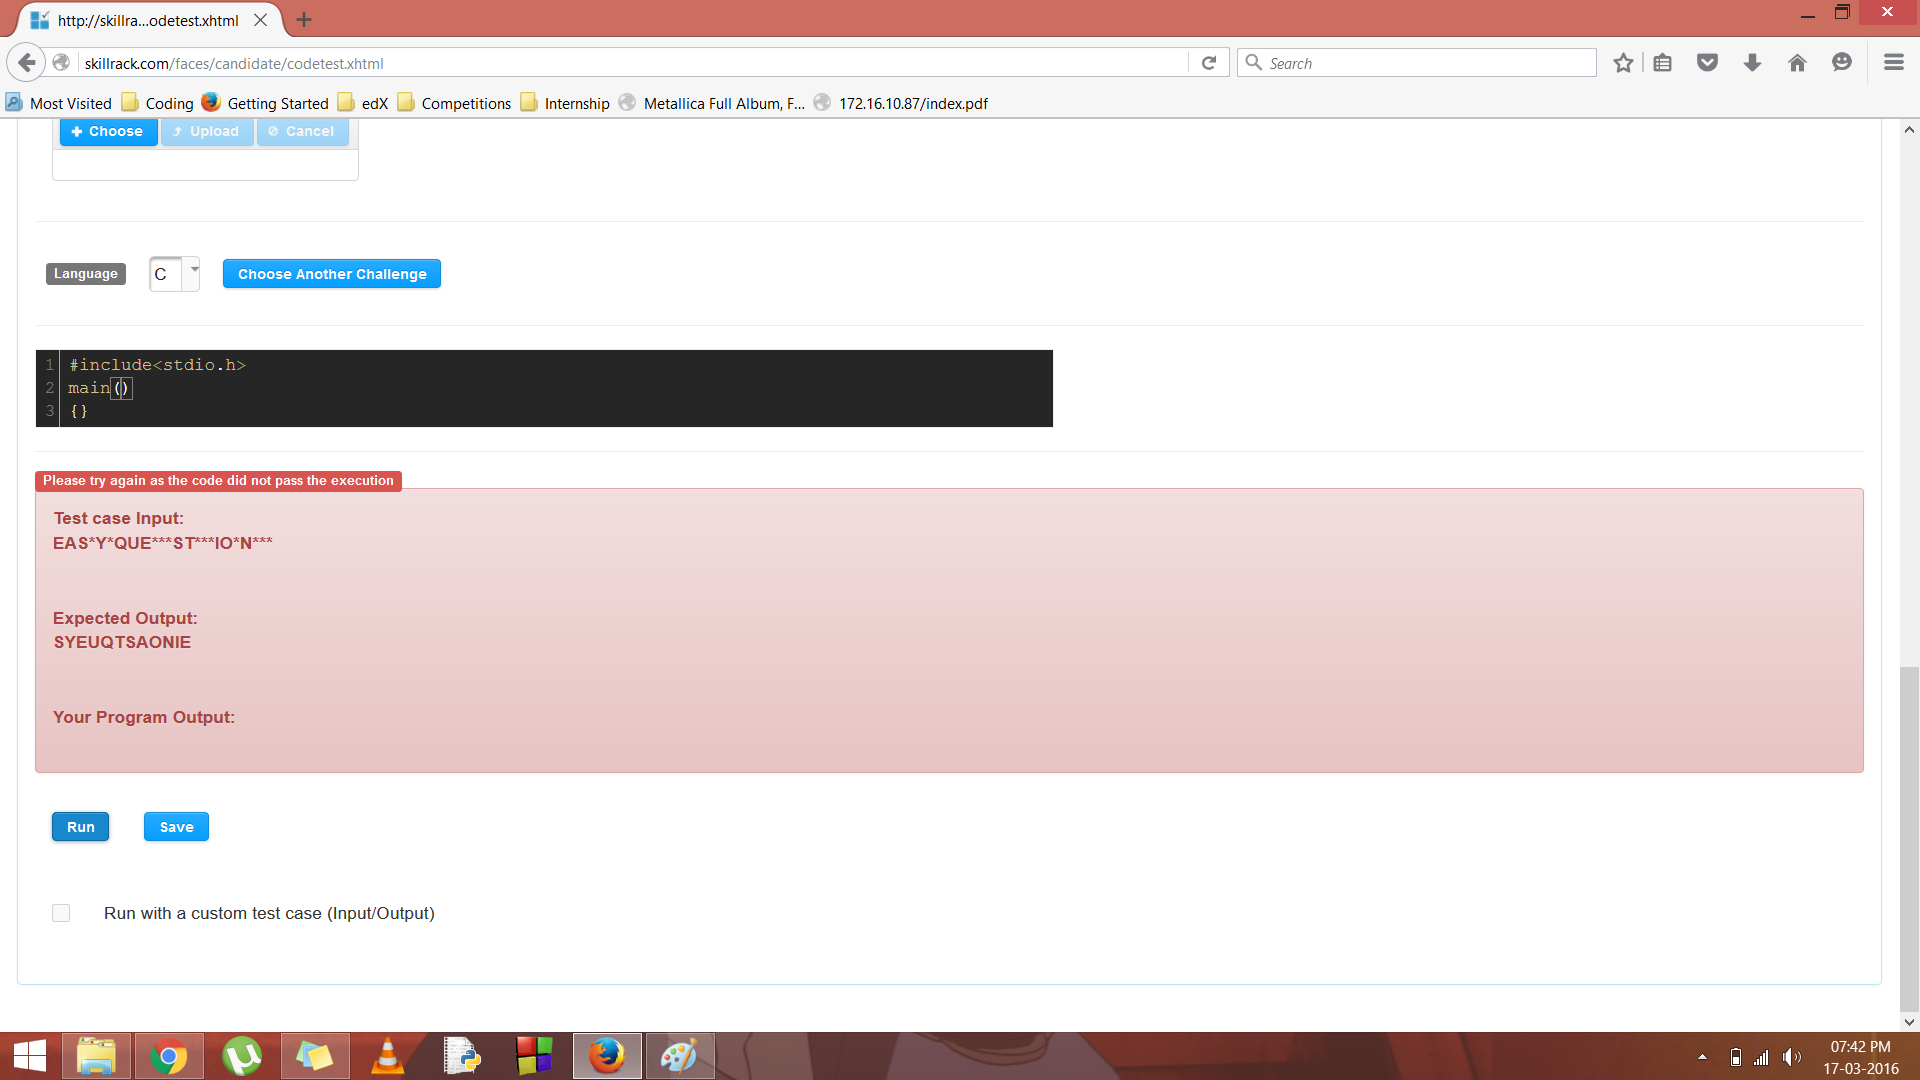 http://skillra...odetest.xhtml
skillrack.com/faces/candidate/codetest.xhtml
Search
Most Visited Coding Getting Started edX Competitions Internship Metallica Full Album, F... 172.16.10.87/index.pdf
Choose Upload Cancel
Language C Choose Another Challenge
1 #include<stdio.h>
2 main()
3 {}
Please try again as the code did not pass the execution
Test case Input:
EAS*Y*QUE***ST***IO*N***
Expected Output:
SYEUQTSAONIE
Your Program Output:
Run Save
Run with a custom test case (Input/Output)
07:42 PM
17-03-2016